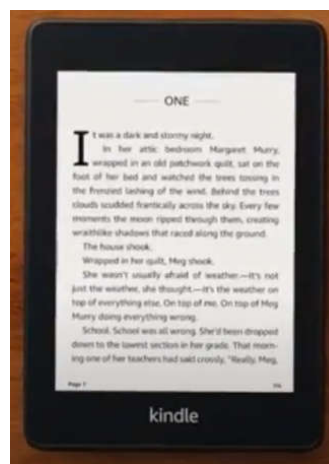 ONE
It was a dark and stormy night.
In her attic bedroom Margaret Murry,
wrapped in an old patchwork quilt, sat on the
foot of her bed and watched the trees tossing in
the frenzied lashing of the wind. Behind the trees
clouds scudded frantically across the sky. Every few
moments the moon ripped through them, creating
wraithlike shadows that raced along the ground.
The house shook.
Wrapped in her quilt, Meg shook.
She wasn't usually afraid of weather.—It's not
just the weather, she thought.—It's the weather on
top of everything else. On top of me. On top of Meg
Murry doing everything wrong.
School. School was all wrong. She'd been dropped
down to the lowest section in her grade. That morn-
ing one of her teachers had said crossly, "Really, Meg,
Page 7
kindle